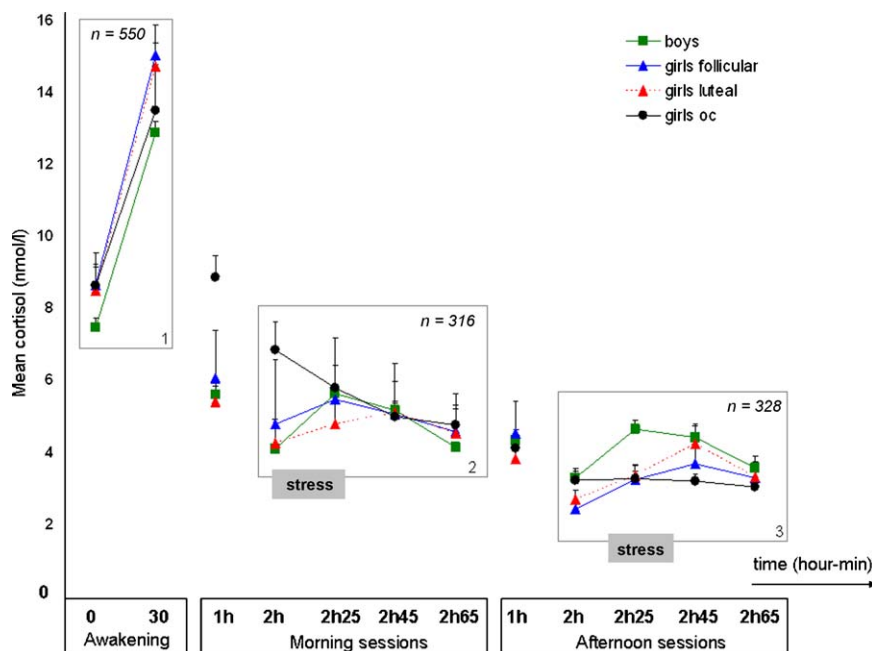 16
14
12
10
8
6
4
2
0
Mean cortisol (nmol/l)
n = 550
1
boys
girls follicular
girls luteal
girls oc
n = 316
2
stress
n = 328
3
stress
time (hour-min)
0 30
Awakening
1h 2h 2h25 2h45 2h65
Morning sessions
1h 2h 2h25 2h45 2h65
Afternoon sessions